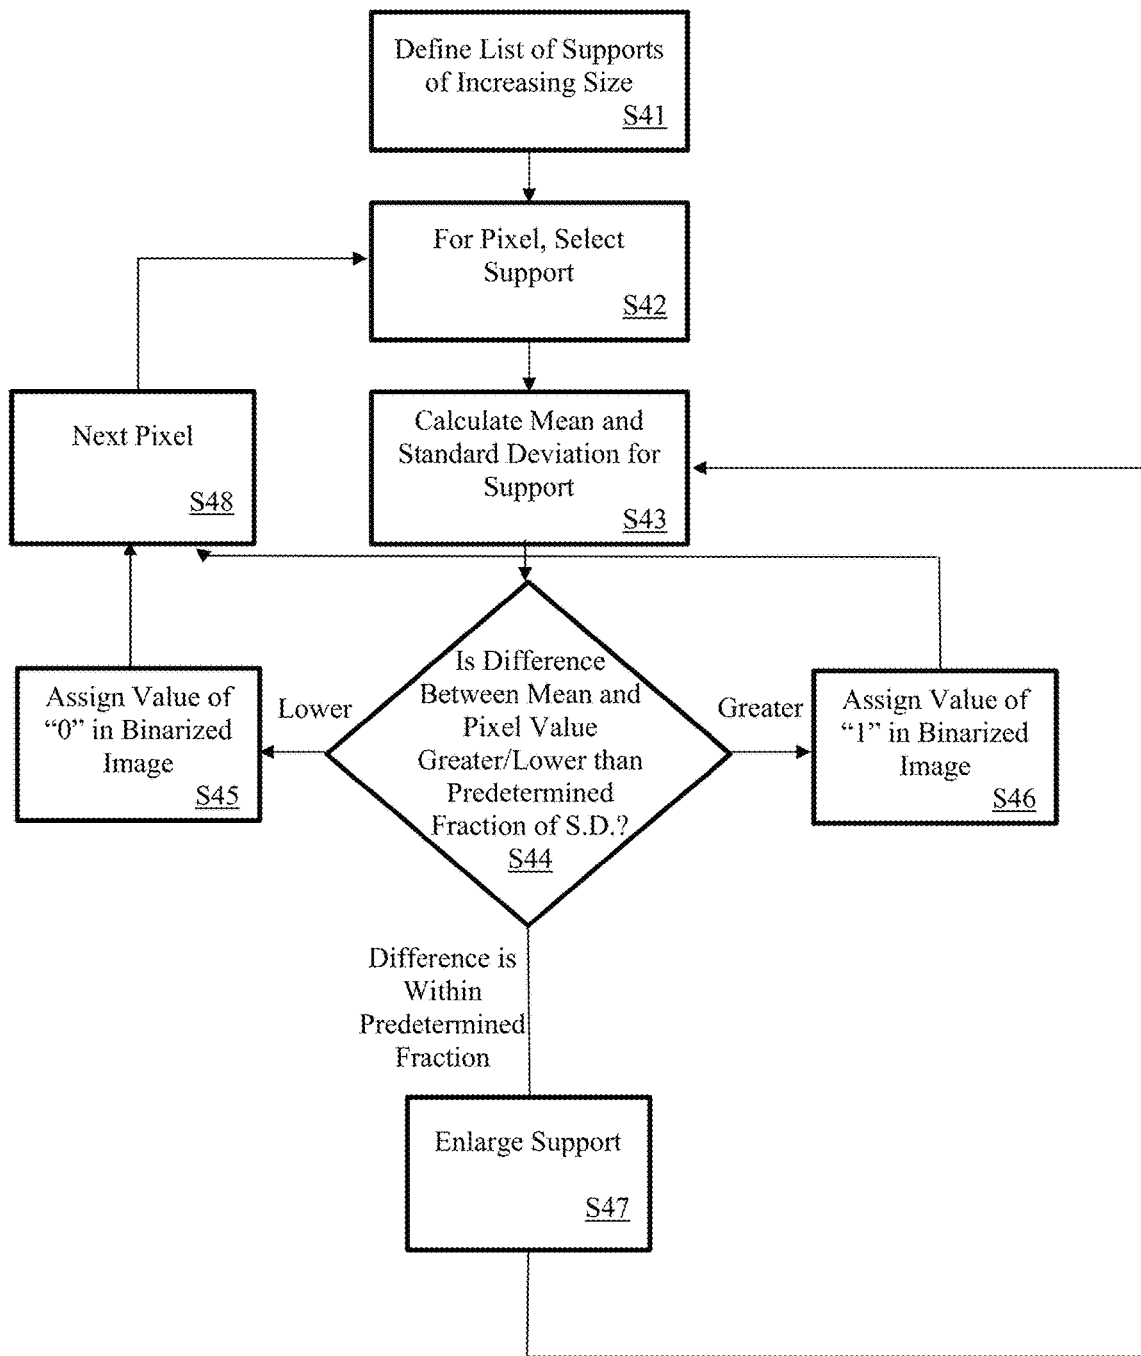 Define List of Supports
of Increasing Size
S41
For Pixel, Select
Support
S42
Next Pixel
S48
Calculate Mean and
Standard Deviation for
Support
S43
Is Difference
Between Mean and
Pixel Value
Greater/Lower than
Predetermined
Fraction of S.D.?
S44
Lower
Assign Value of
“0” in Binarized
Image
S45
Greater
Assign Value of
“1” in Binarized
Image
S46
Difference is
Within
Predetermined
Fraction
Enlarge Support
S47